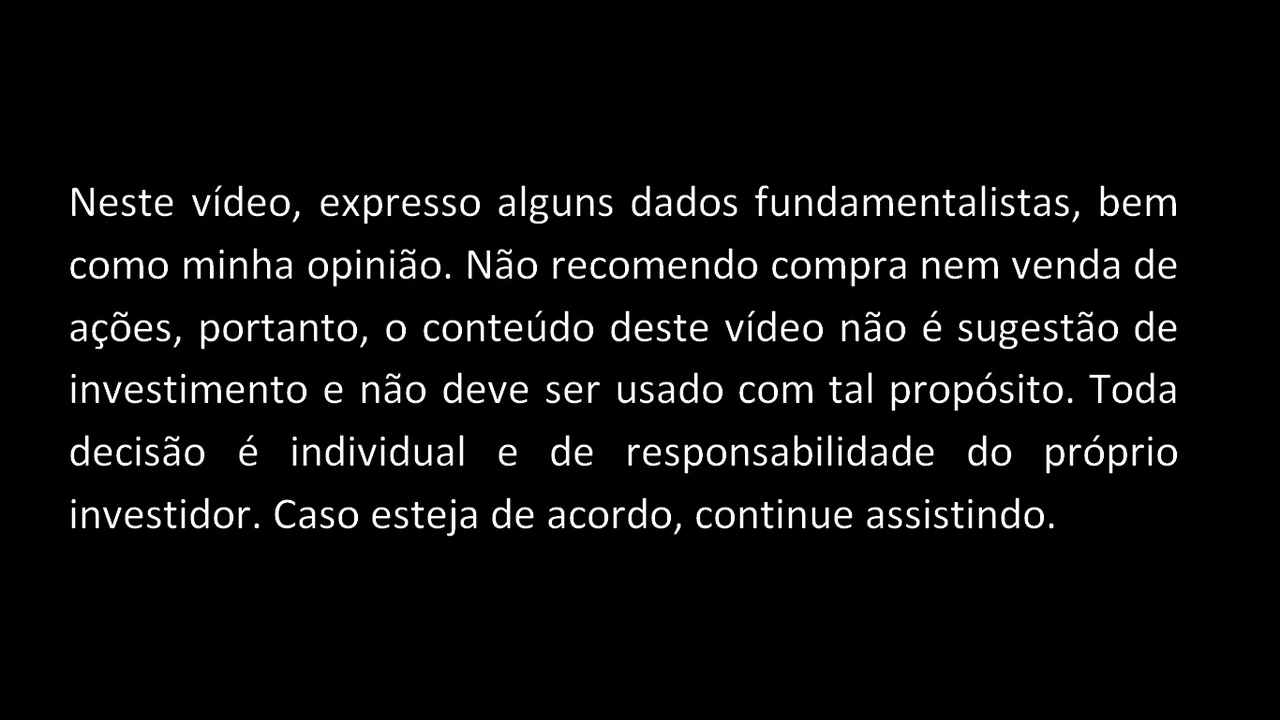 Neste vídeo, expresso alguns dados fundamentalistas, bem
como minha opinião. Não recomendo compra nem venda de
ações, portanto, o conteúdo deste vídeo não é sugestão de
investimento e não deve ser usado com tal propósito. Toda
decisão é individual e de responsabilidade do próprio
investidor. Caso esteja de acordo, continue assistindo.